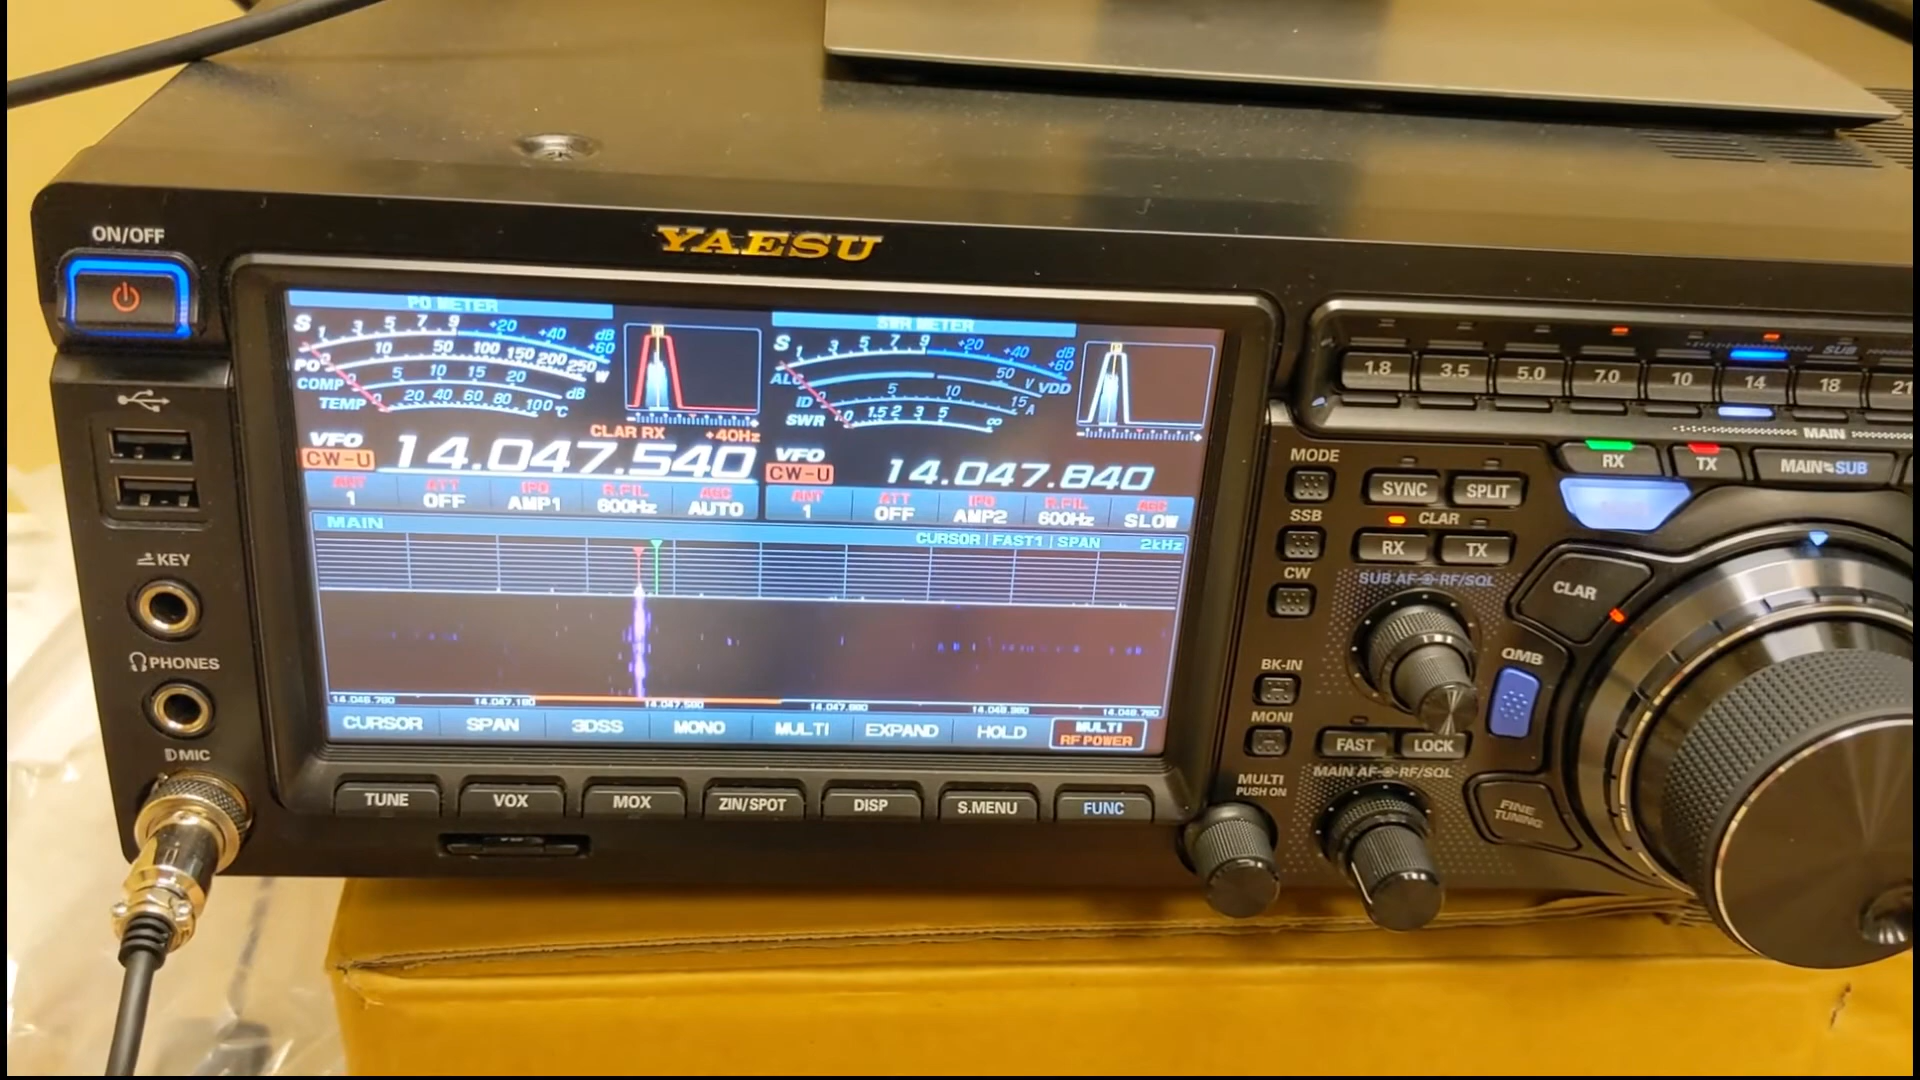 ON/OFF
YAESU
PO METER
S 1 3 5 7 9 +20 +40 +60 dB
PO 10 50 100 150 200 250 W
COMP 5 10 15 20 dB
TEMP 20 40 60 80 100°C
SWR METER
S 1 3 5 7 9 +20 +40 +60 dB
ALC 50 V VDD
ID 5 10 15 A
SWR 1.0 1.5 2 3 5 ∞
CLAR RX +40Hz
VFO
CW-U
14.047.540
VFO
CW-U
14.047.840
ANT ATT IPO R.FIL AGC
1 OFF AMP1 600Hz AUTO
ANT ATT IPO R.FIL AGC
1 OFF AMP2 600Hz SLOW
MAIN
CURSOR | FAST1 | SPAN 2kHz
CURSOR SPAN 3DSS MONO MULTI EXPAND HOLD MULTI
RF POWER
TUNE VOX MOX ZIN/SPOT DISP S.MENU FUNC
KEY
PHONES
MIC
1.8 3.5 5.0 7.0 10 14 18 21
SUB
MAIN
RX TX MAIN SUB
MODE
SYNC SPLIT
SSB
CLAR
RX TX
CW
SUB AF RF/SQL
CLAR
BK-IN
QMB
MONI
FAST LOCK
MULTI
PUSH ON
MAIN AF RF/SQL
FINE
TUNING